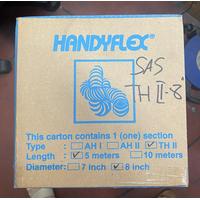 HANDYFLEX
SAS
TH II-8"
This carton contains 1 (one) section
Type : AH I AH II ☑ TH II
Length : ☑ 5 meters 10 meters
Diameter: 7 inch ☑ 8 inch